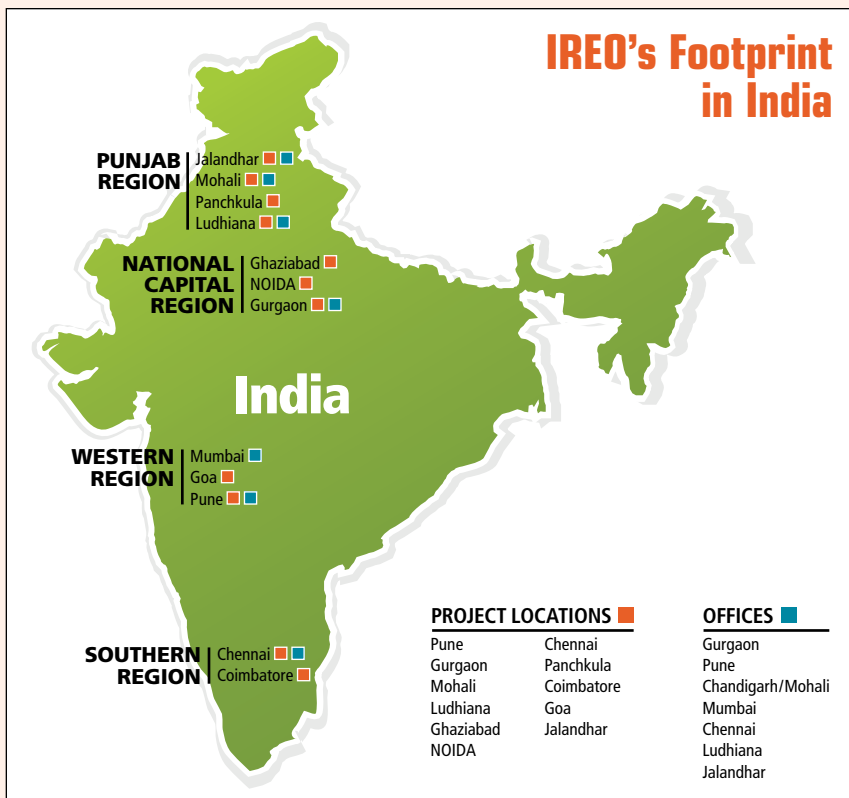 IREO's Footprint
in India
PUNJAB
REGION
Jalandhar
Mohali
Panchkula
Ludhiana
NATIONAL
CAPITAL
REGION
Ghaziabad
NOIDA
Gurgaon
India
WESTERN
REGION
Mumbai
Goa
Pune
SOUTHERN
REGION
Chennai
Coimbatore
PROJECT LOCATIONS
Pune
Gurgaon
Mohali
Ludhiana
Ghaziabad
NOIDA
Chennai
Panchkula
Coimbatore
Goa
Jalandhar
OFFICES
Gurgaon
Pune
Chandigarh/Mohali
Mumbai
Chennai
Ludhiana
Jalandhar